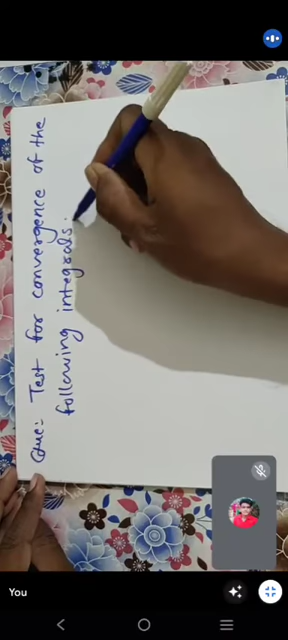 Que: Test for convergence of the
following integrals.
You